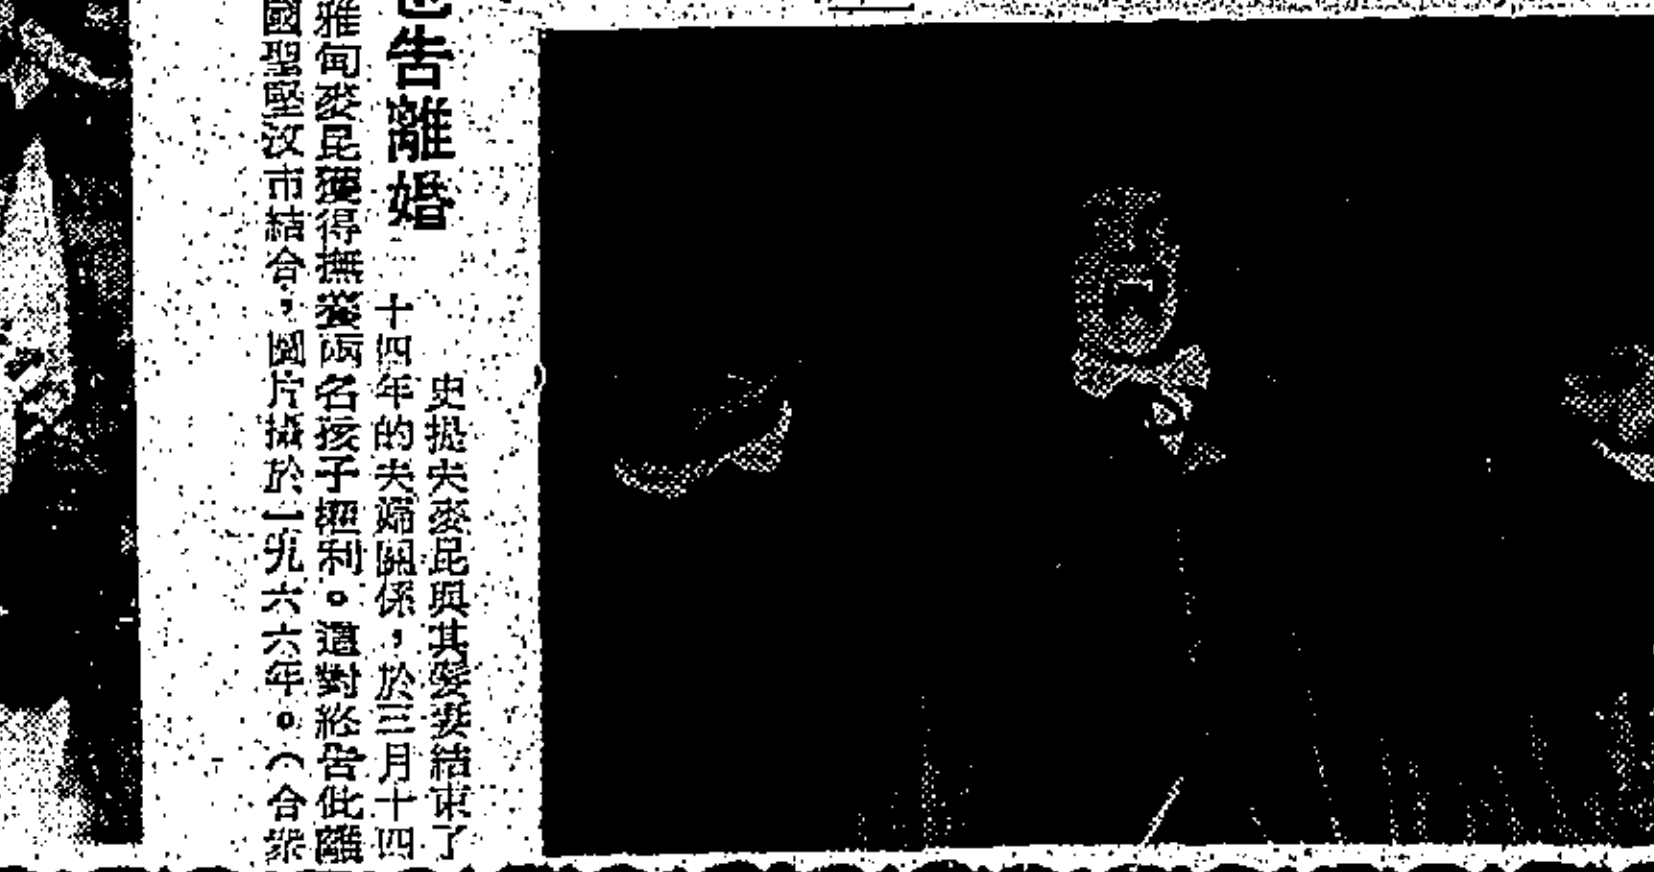 告離婚
史提夫麥昆與其髮妻結束了
十四年的夫婦關係，於三月十四
雅甸麥昆獲得撫養兩名孩子權利。這對終告仳離
國聖堅汶市結合，圖片攝於一九六六年。（合衆